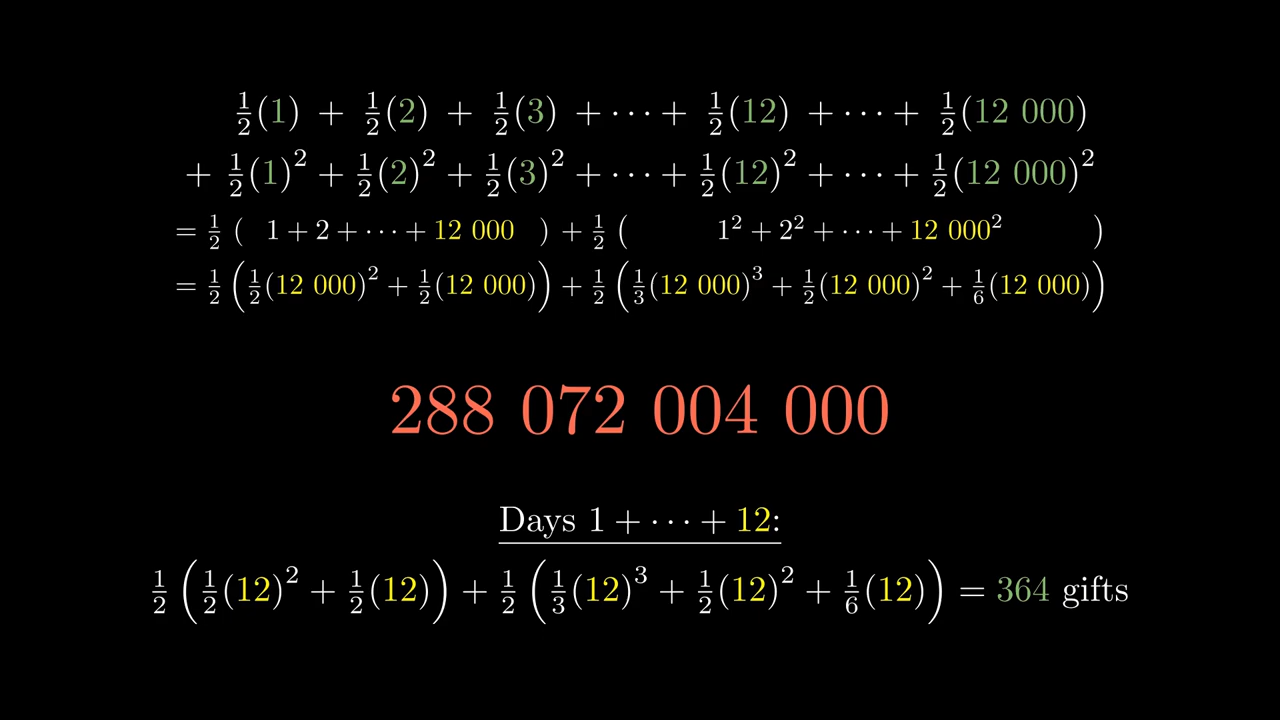 ½(1) + ½(2) + ½(3) + ⋯ + ½(12) + ⋯ + ½(12 000)
+ ½(1)² + ½(2)² + ½(3)² + ⋯ + ½(12)² + ⋯ + ½(12 000)²
= ½ ( 1 + 2 + ⋯ + 12 000 ) + ½ ( 1² + 2² + ⋯ + 12 000² )
= ½ (½(12 000)² + ½(12 000)) + ½ (⅓(12 000)³ + ½(12 000)² + ⅙(12 000))
288 072 004 000
Days 1 + ⋯ + 12:
½ (½(12)² + ½(12)) + ½ (⅓(12)³ + ½(12)² + ⅙(12)) = 364 gifts